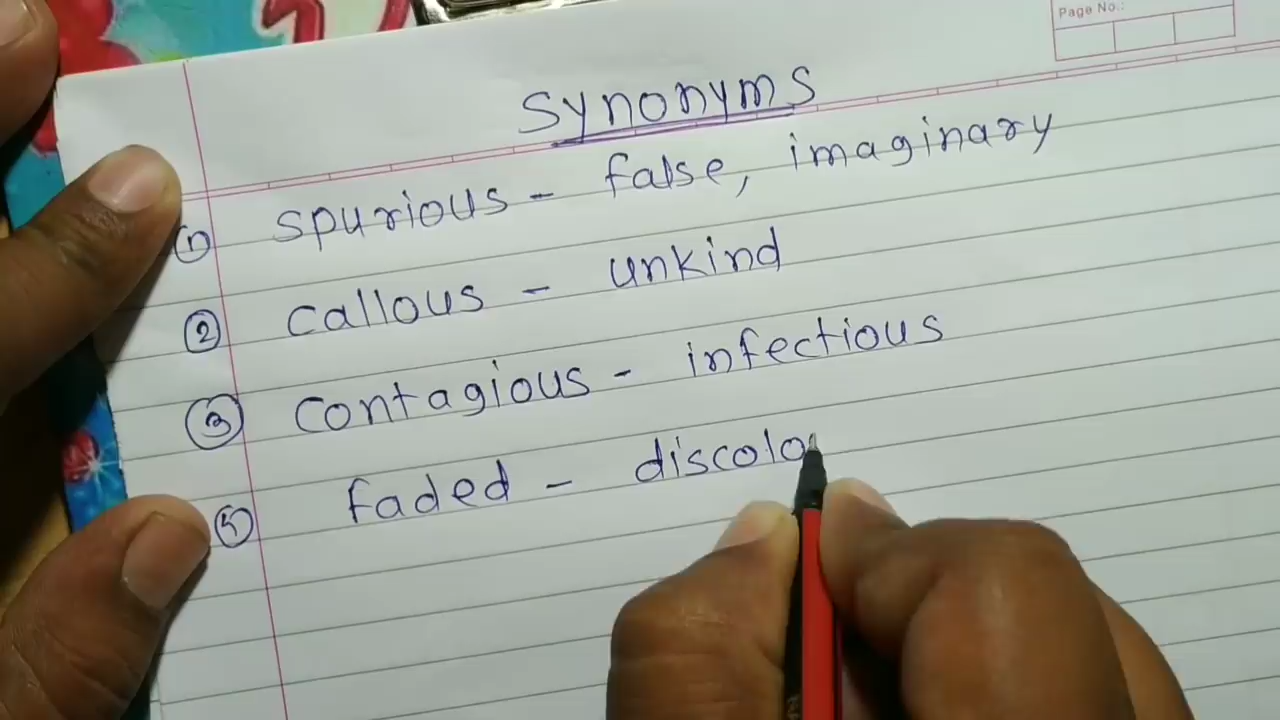 Page No.:
Synonyms
① spurious - false, imaginary
② callous - unkind
③ contagious - infectious
⑤ faded - discolo